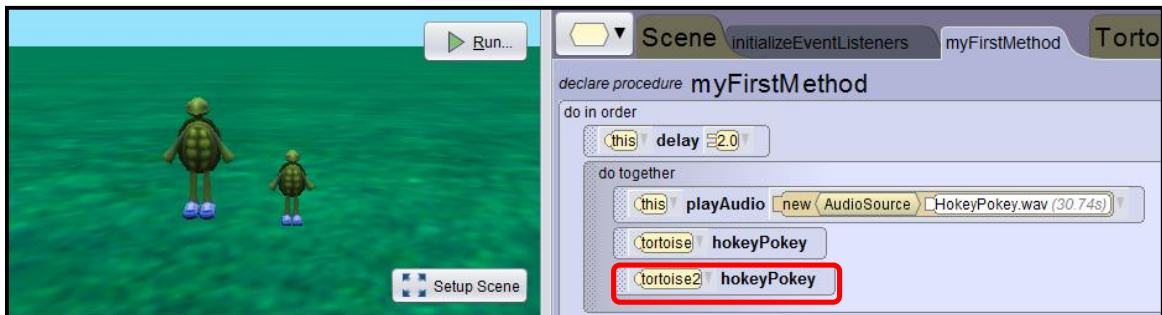 Run...
Setup Scene
Scene initializeEventListeners myFirstMethod Torto
declare procedure myFirstMethod
do in order
this delay 2.0
do together
this playAudio new AudioSource HokeyPokey.wav (30.74s)
tortoise hokeyPokey
tortoise2 hokeyPokey